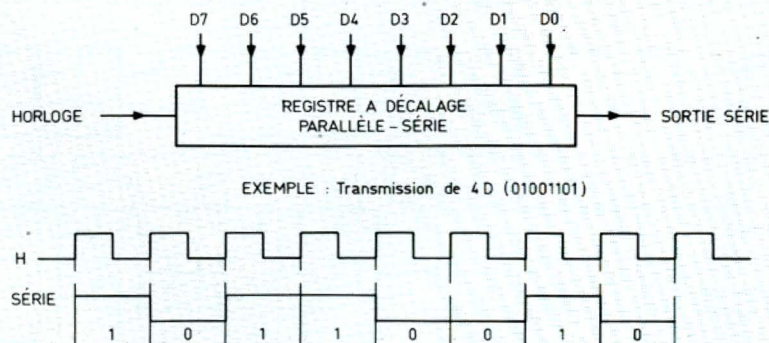 D7 D6 D5 D4 D3 D2 D1 D0
HORLOGE
REGISTRE A DÉCALAGE
PARALLÈLE - SÉRIE
SORTIE SÉRIE
EXEMPLE : Transmission de 4 D (01001101)
H
SÉRIE
1 0 1 1 0 0 1 0